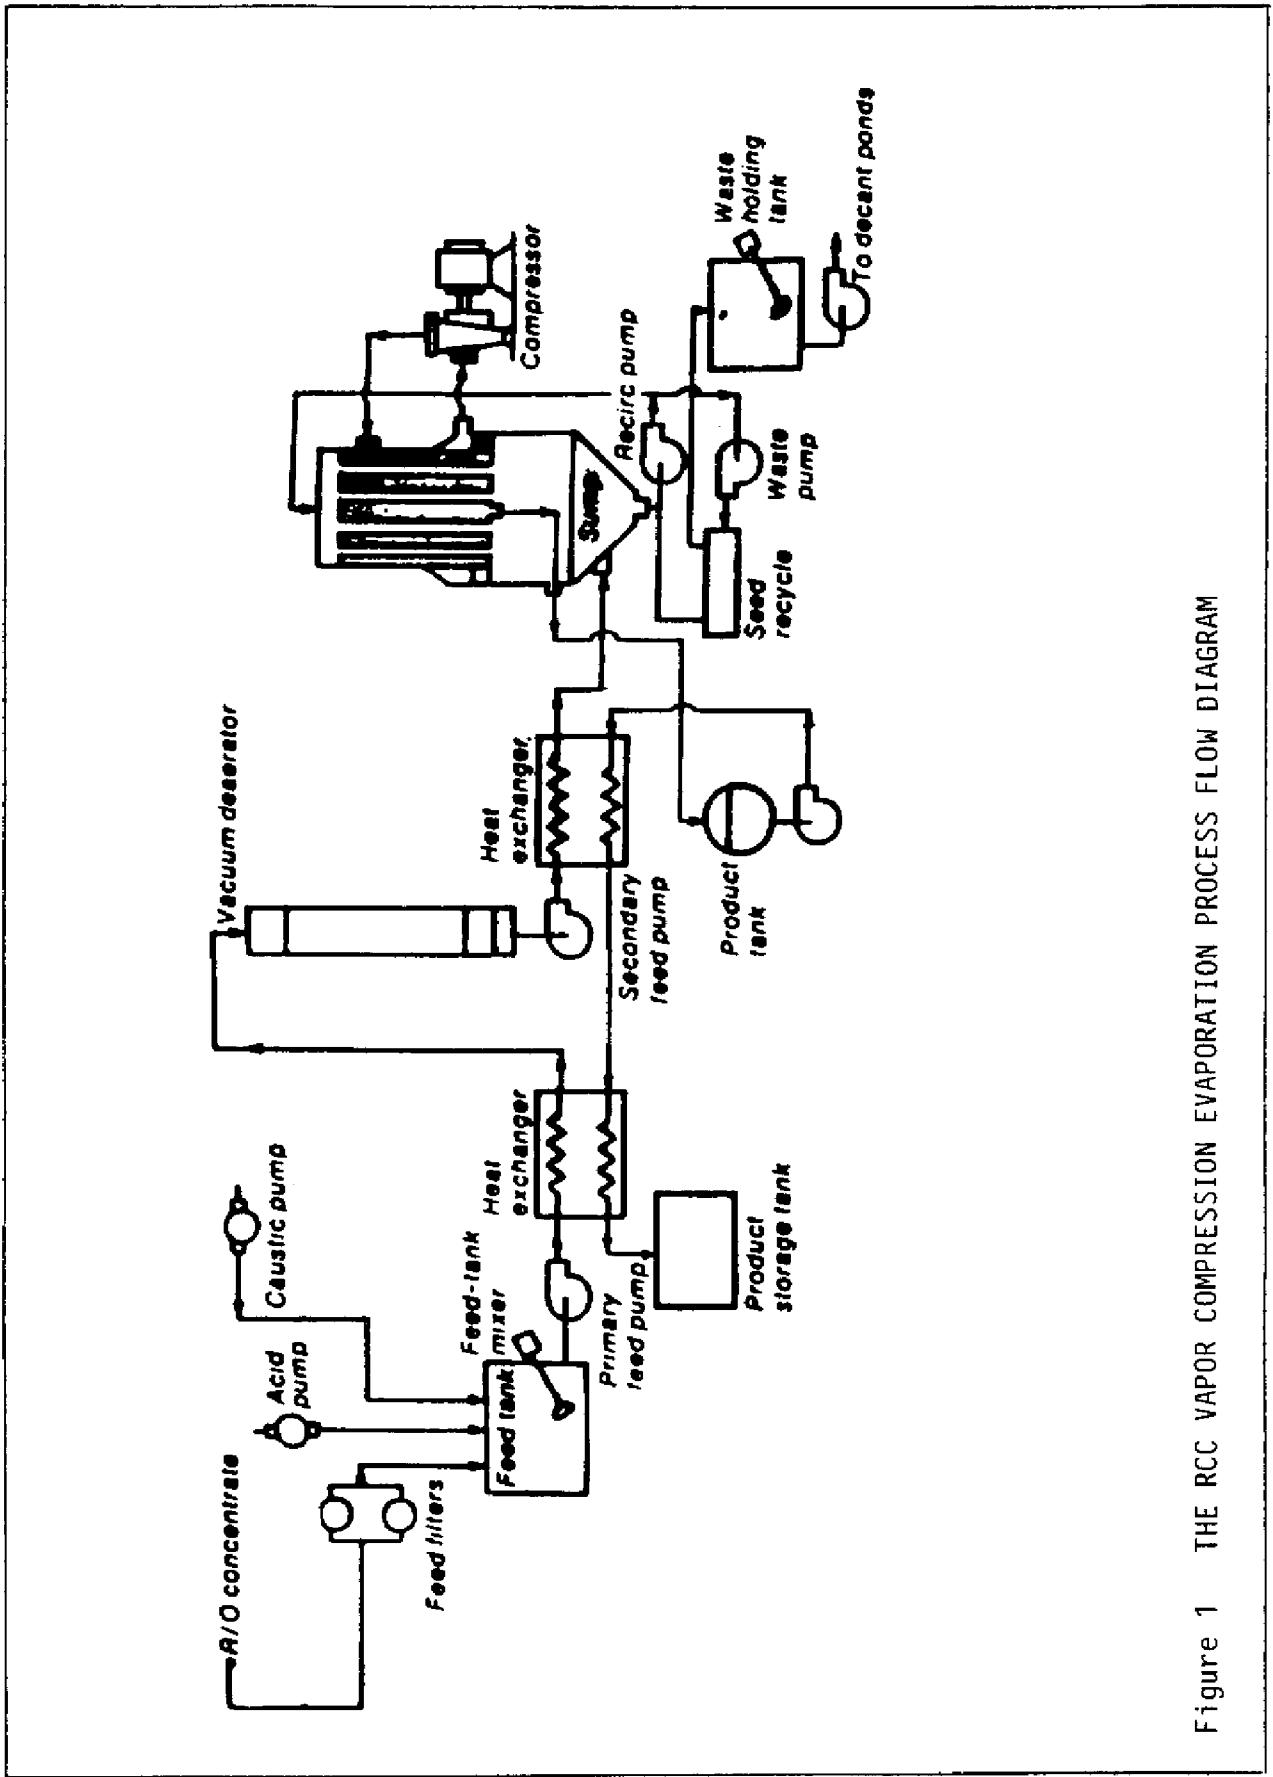 R/O concentrate
Feed filters
Acid
pump
Caustic pump
Feed tank
Feed-tank
mixer
Primary
feed pump
Heat
exchanger
Product
storage tank
Vacuum deaerator
Secondary
feed pump
Heat
exchanger
Product
tank
Sump
Compressor
Recirc pump
Seed
recycle
Waste
pump
Waste
holding
tank
To decant ponds
Figure 1 THE RCC VAPOR COMPRESSION EVAPORATION PROCESS FLOW DIAGRAM